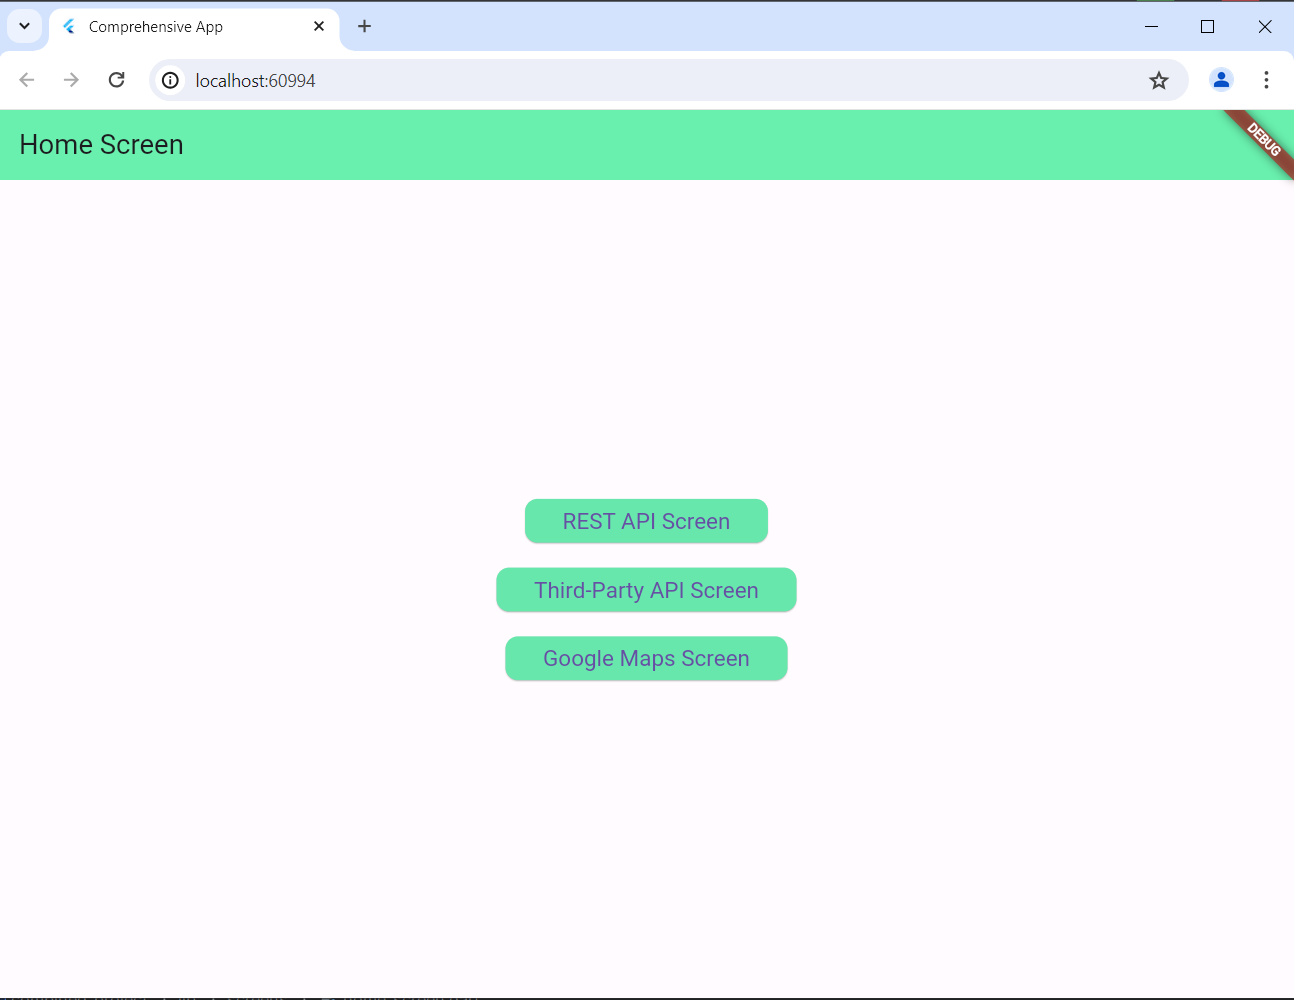 Comprehensive App
localhost:60994
Home Screen
DEBUG
REST API Screen
Third-Party API Screen
Google Maps Screen